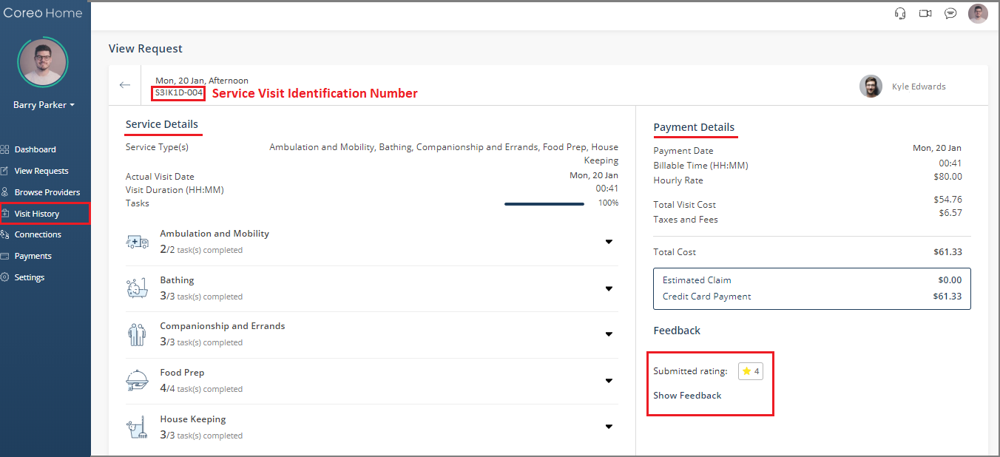 Coreo Home
Barry Parker
Dashboard
View Requests
Browse Providers
Visit History
Connections
Payments
Settings
View Request
Mon, 20 Jan, Afternoon
S3IK1D-004 Service Visit Identification Number
Kyle Edwards
Service Details
Service Type(s) Ambulation and Mobility, Bathing, Companionship and Errands, Food Prep, House
Keeping
Actual Visit Date Mon, 20 Jan
Visit Duration (HH:MM) 00:41
Tasks 100%
Ambulation and Mobility
2/2 task(s) completed
Bathing
3/3 task(s) completed
Companionship and Errands
3/3 task(s) completed
Food Prep
4/4 task(s) completed
House Keeping
3/3 task(s) completed
Payment Details
Payment Date Mon, 20 Jan
Billable Time (HH:MM) 00:41
Hourly Rate $80.00
Total Visit Cost $54.76
Taxes and Fees $6.57
Total Cost $61.33
Estimated Claim $0.00
Credit Card Payment $61.33
Feedback
Submitted rating: 4
Show Feedback